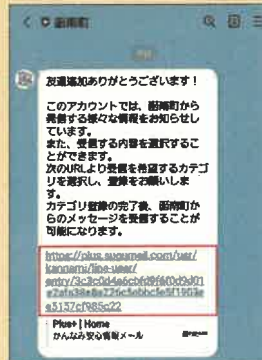 函南町
友達追加ありがとうございます！
このアカウントでは、函南町から
発信する様々な情報をお知らせし
ています。
また、受信する内容を選択するこ
とができます。
次のURLより受信を希望するカテゴ
リを選択し、登録をお願いしま
す。
カテゴリ登録の完了後、函南町か
らのメッセージを受信することが
可能になります。
https://plus.sugumail.com/usr/
kannami/line-user/
Plus+ | Home
かんなみ安心情報メール